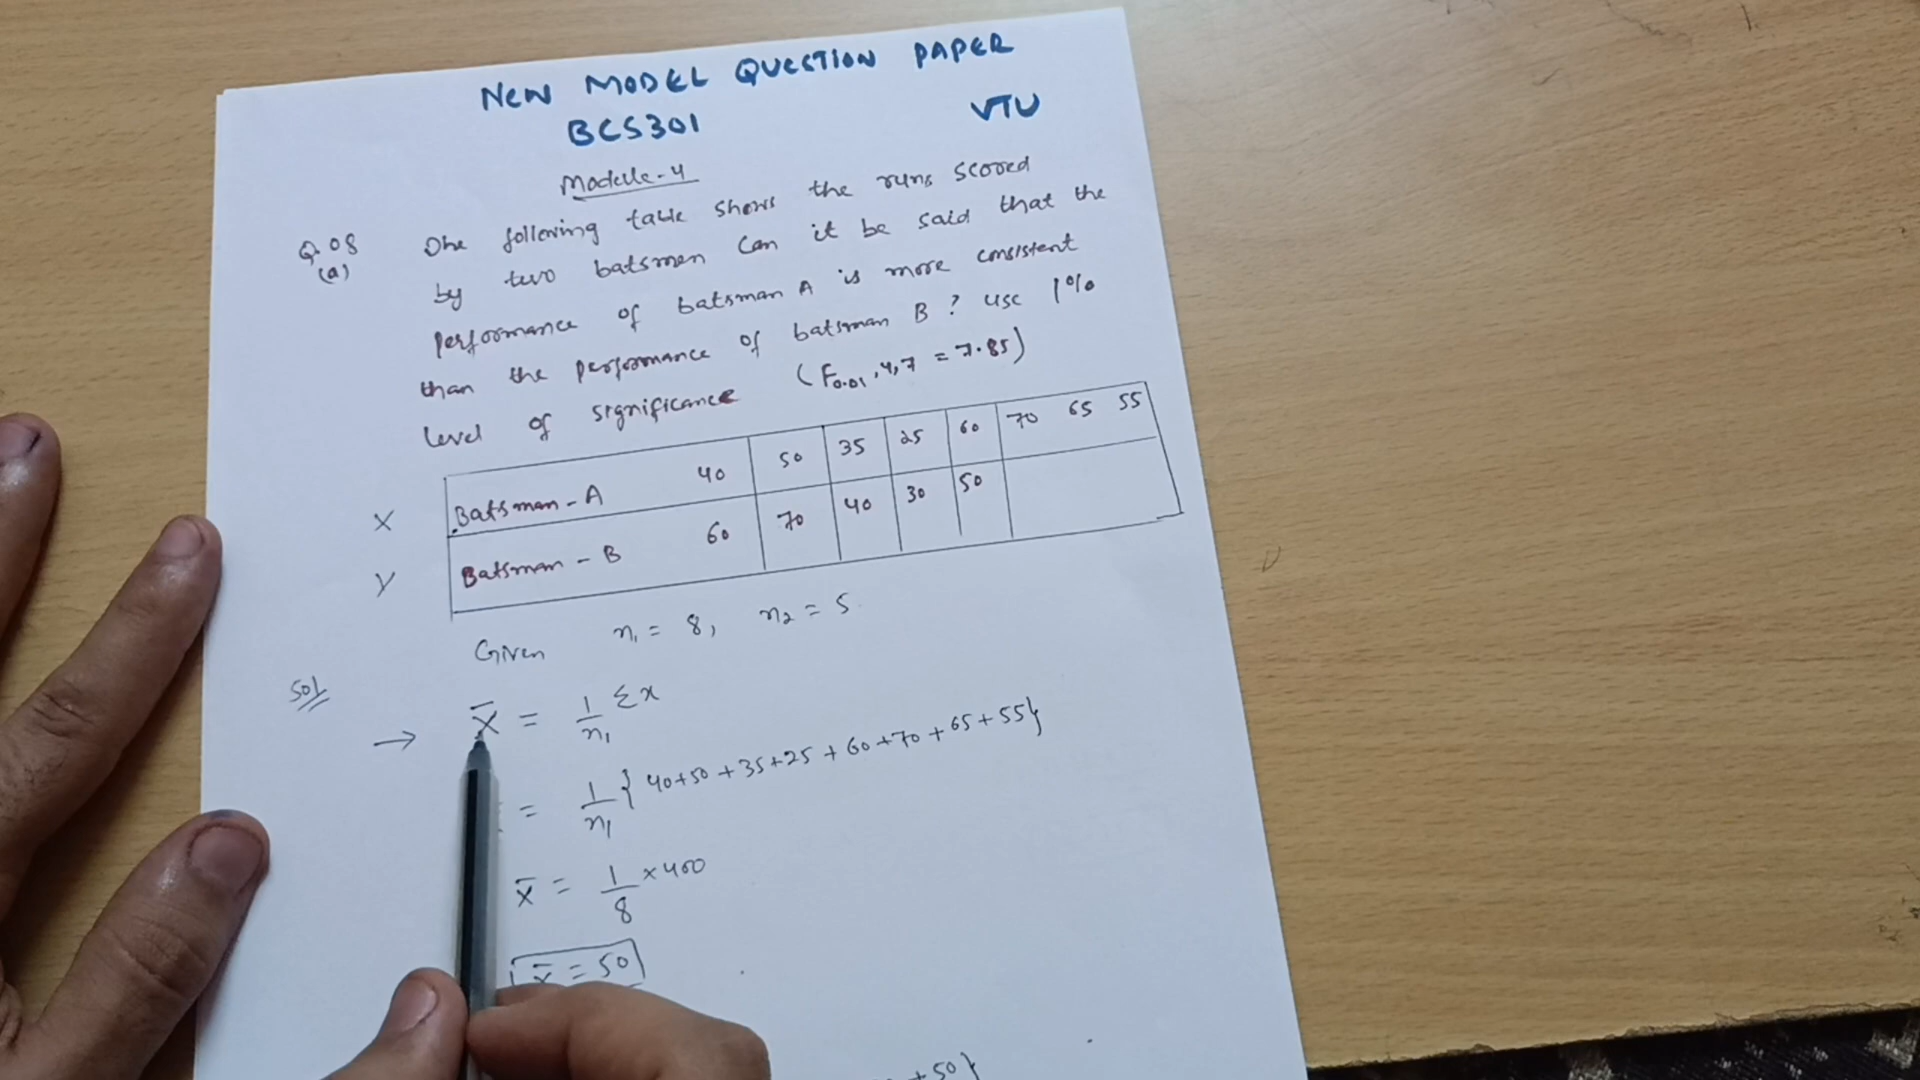 NEW MODEL QUESTION PAPER
BCS301 VTU
Module-4
Q.08 The following table shows the runs scored
(a) by two batsmen Can it be said that the
performance of batsman A is more consistent
than the performance of batsman B ? use 1%
level of significance (F0.01, 4,7 = 7.85)
X Batsman - A 40 50 35 25 60 70 65 55
Y Batsman - B 60 70 40 30 50
Given n₁ = 8, n₂ = 5
Sol
→ X̄ = 1/n₁ Σx
= 1/n₁ { 40+50+35+25+60+70+65+55}
x̄ = 1/8 ×400
x̄ = 50
+50}